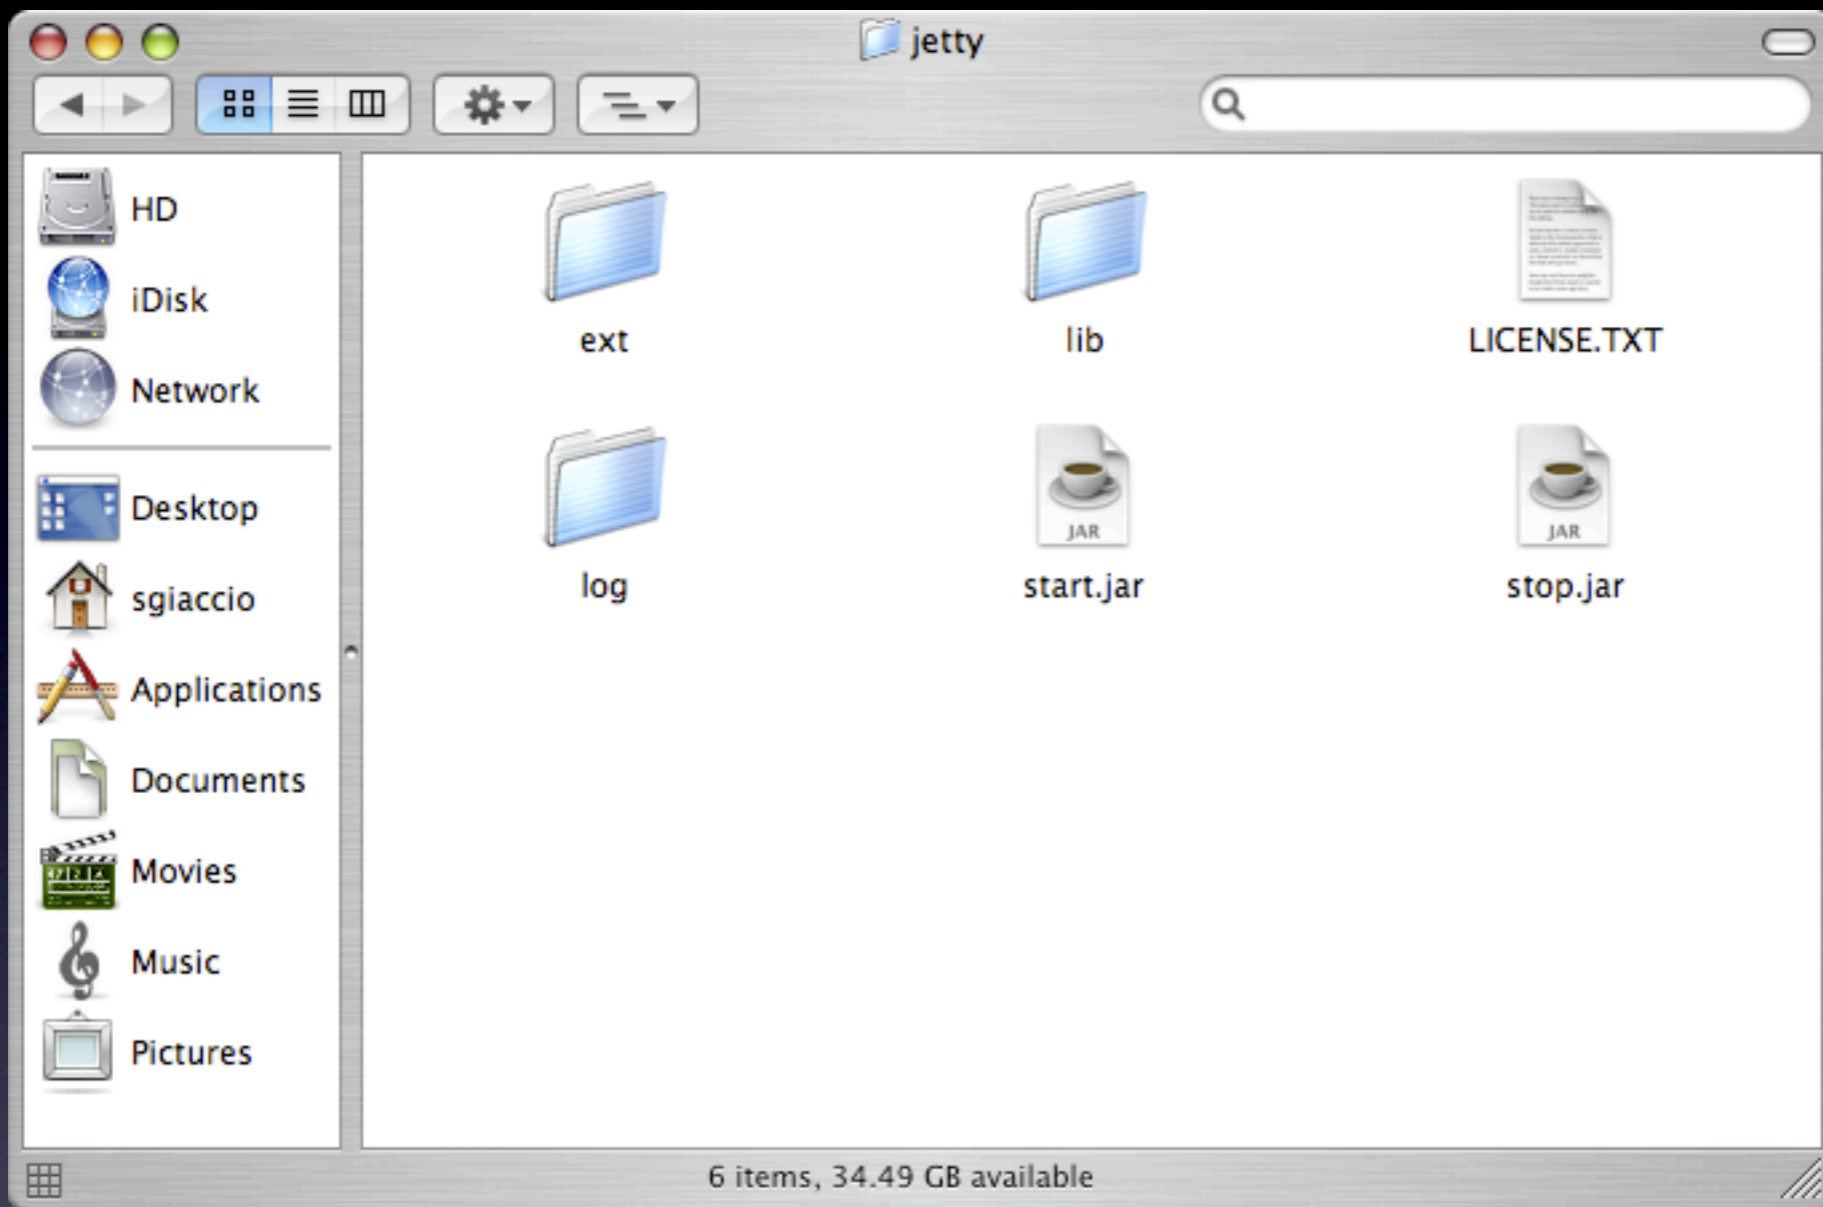 jetty
HD
iDisk
Network
Desktop
sgiaccio
Applications
Documents
Movies
Music
Pictures
ext
lib
LICENSE.TXT
log
JAR
start.jar
JAR
stop.jar
6 items, 34.49 GB available